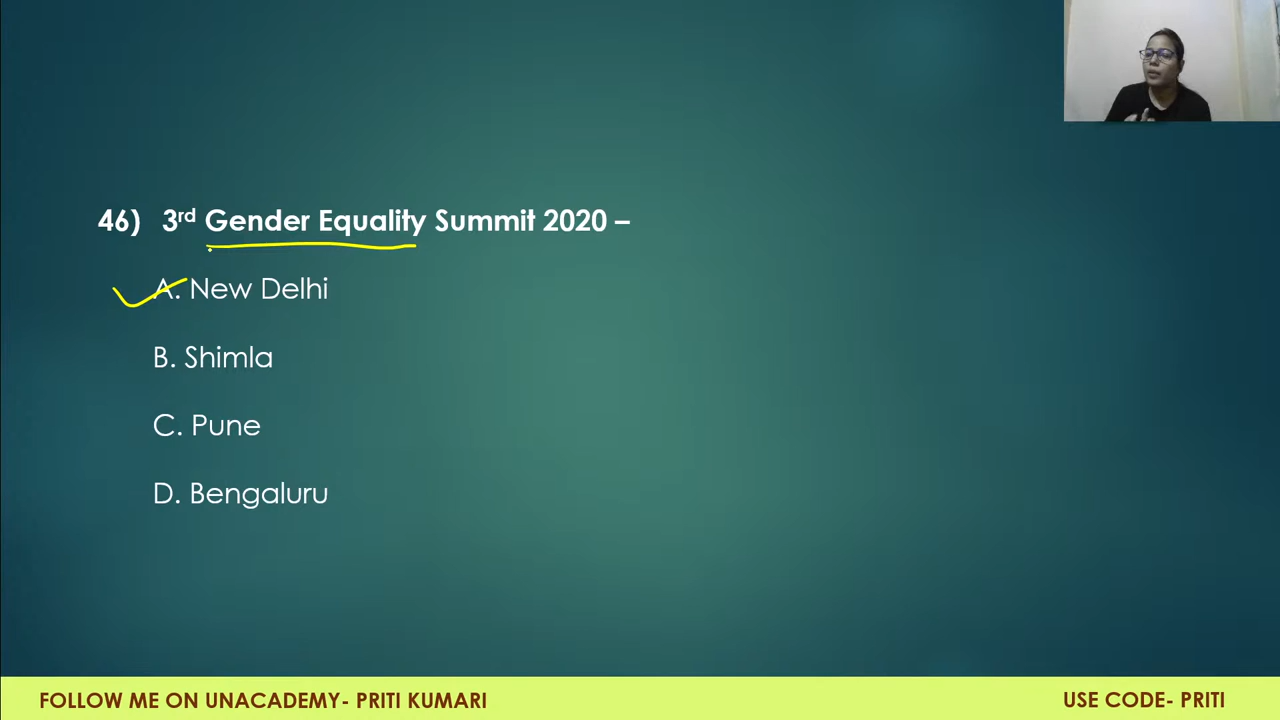 46) 3rd Gender Equality Summit 2020 –
A. New Delhi
B. Shimla
C. Pune
D. Bengaluru
FOLLOW ME ON UNACADEMY- PRITI KUMARI
USE CODE- PRITI